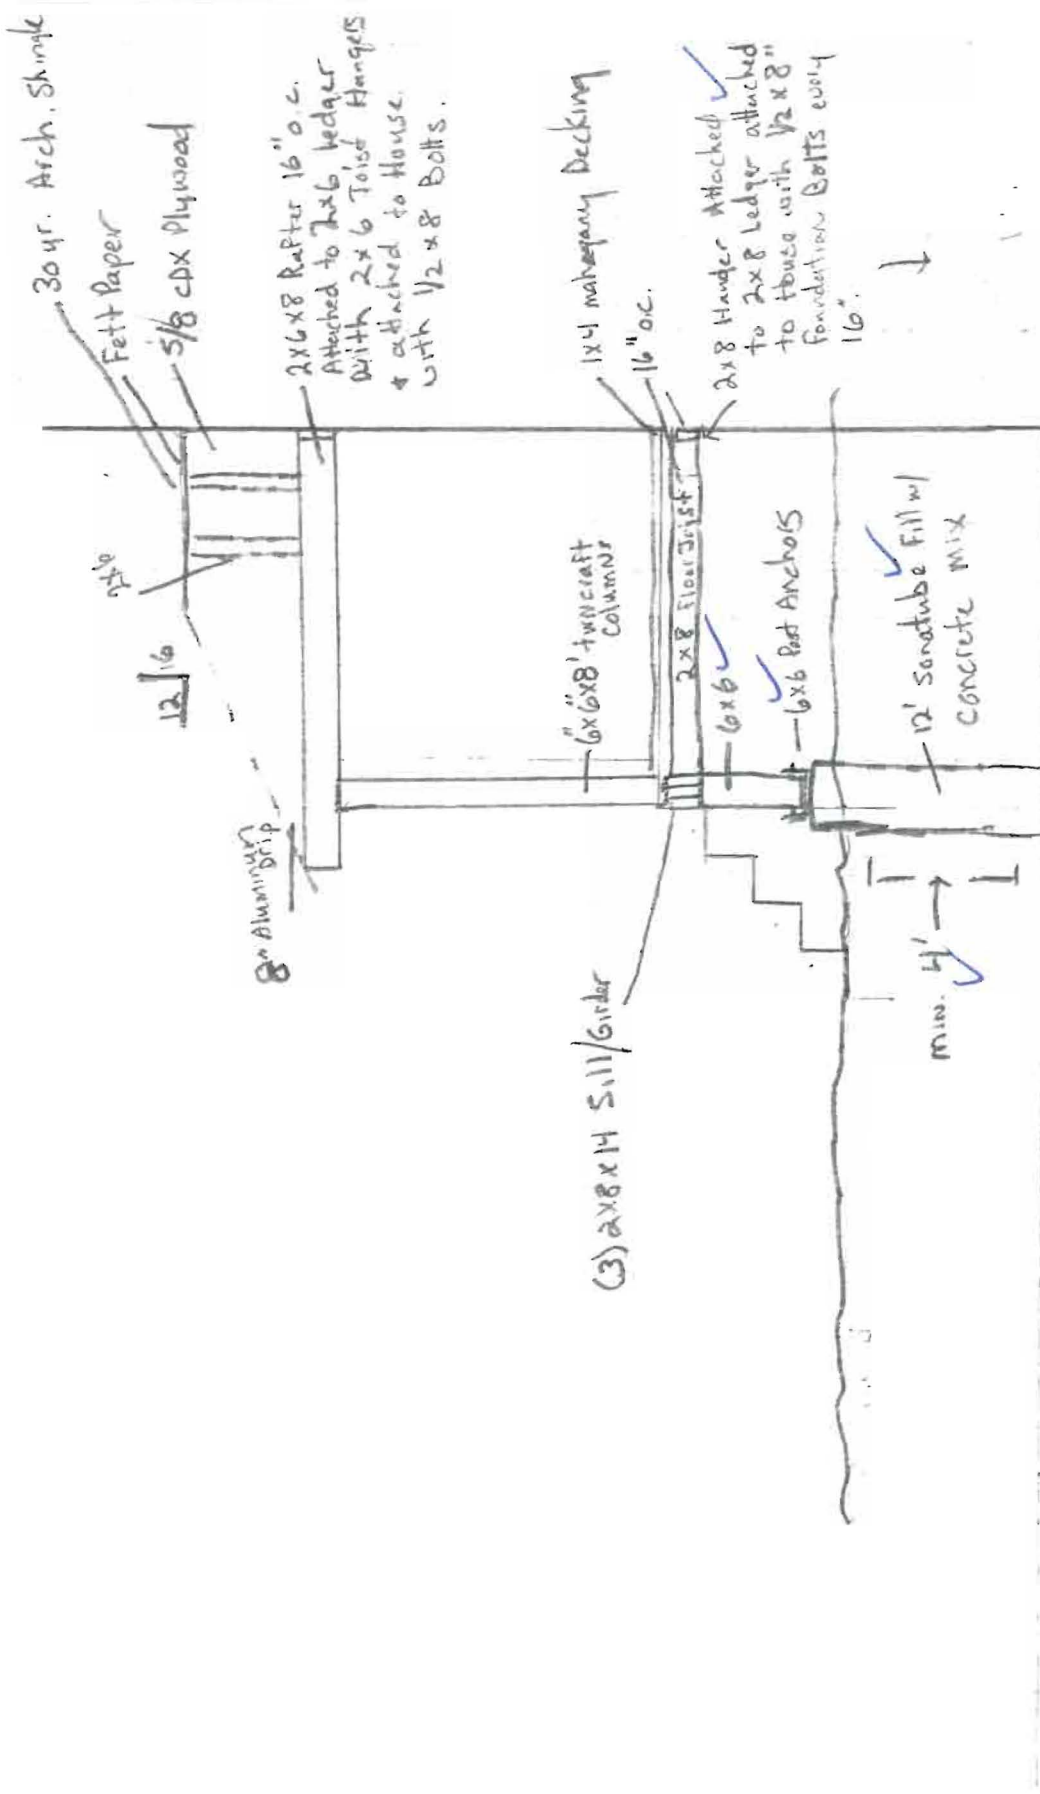 30 yr. Arch. Shingle
Felt Paper
5/8 CDX Plywood
2x6x8 Rafter 16" o.c.
Attached to 2x6 Ledger
with 2x6 Joist Hangers
& attached to House
with 1/2 x 8 Bolts.
2x6
12/16
8" Aluminum
Drip
6"x6"x8' turncraft
columns
1x4 mahogany Decking
16" o.c.
2x8 Floor Joist
2x8 Hanger Attached
to 2x8 Ledger attached
to House with 1/2 x 8"
Foundation Bolts every
16".
(3) 2x8x14 Sill/Girder
6x6
6x6 Post Anchors
12' Sonatube Fill w/
concrete mix
min. 4'